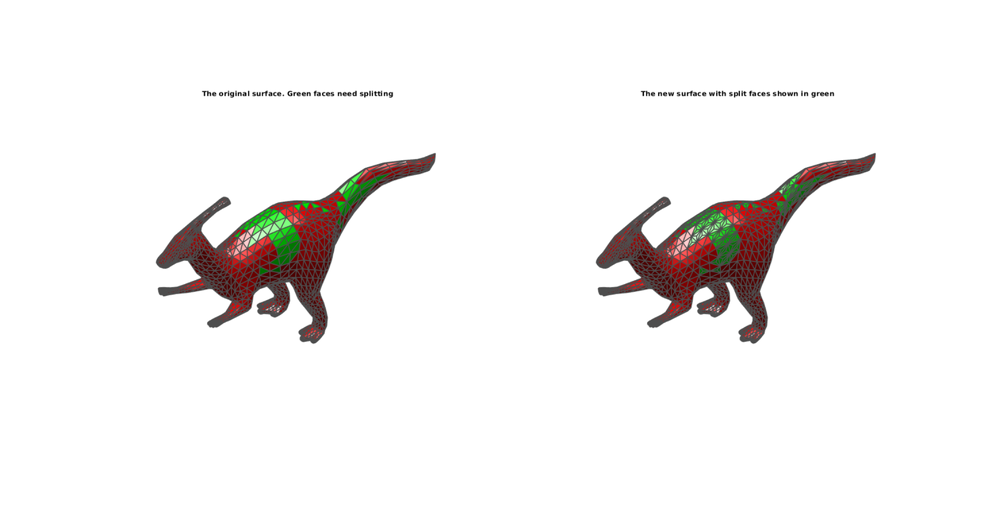 The original surface. Green faces need splitting
The new surface with split faces shown in green